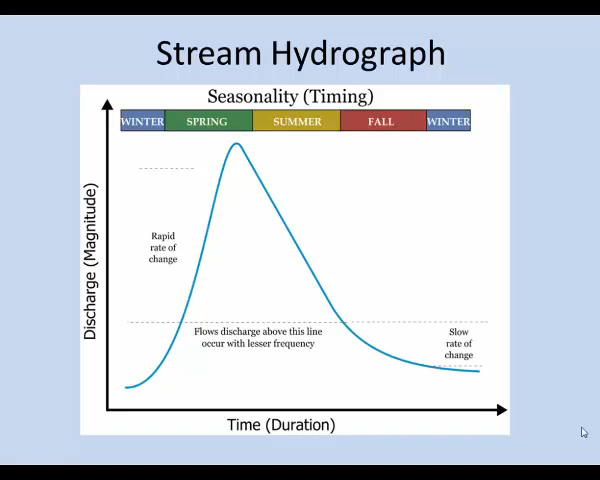 Stream Hydrograph
Seasonality (Timing)
WINTER SPRING SUMMER FALL WINTER
Discharge (Magnitude)
Rapid
rate of
change
Flows discharge above this line
occur with lesser frequency
Slow
rate of
change
Time (Duration)